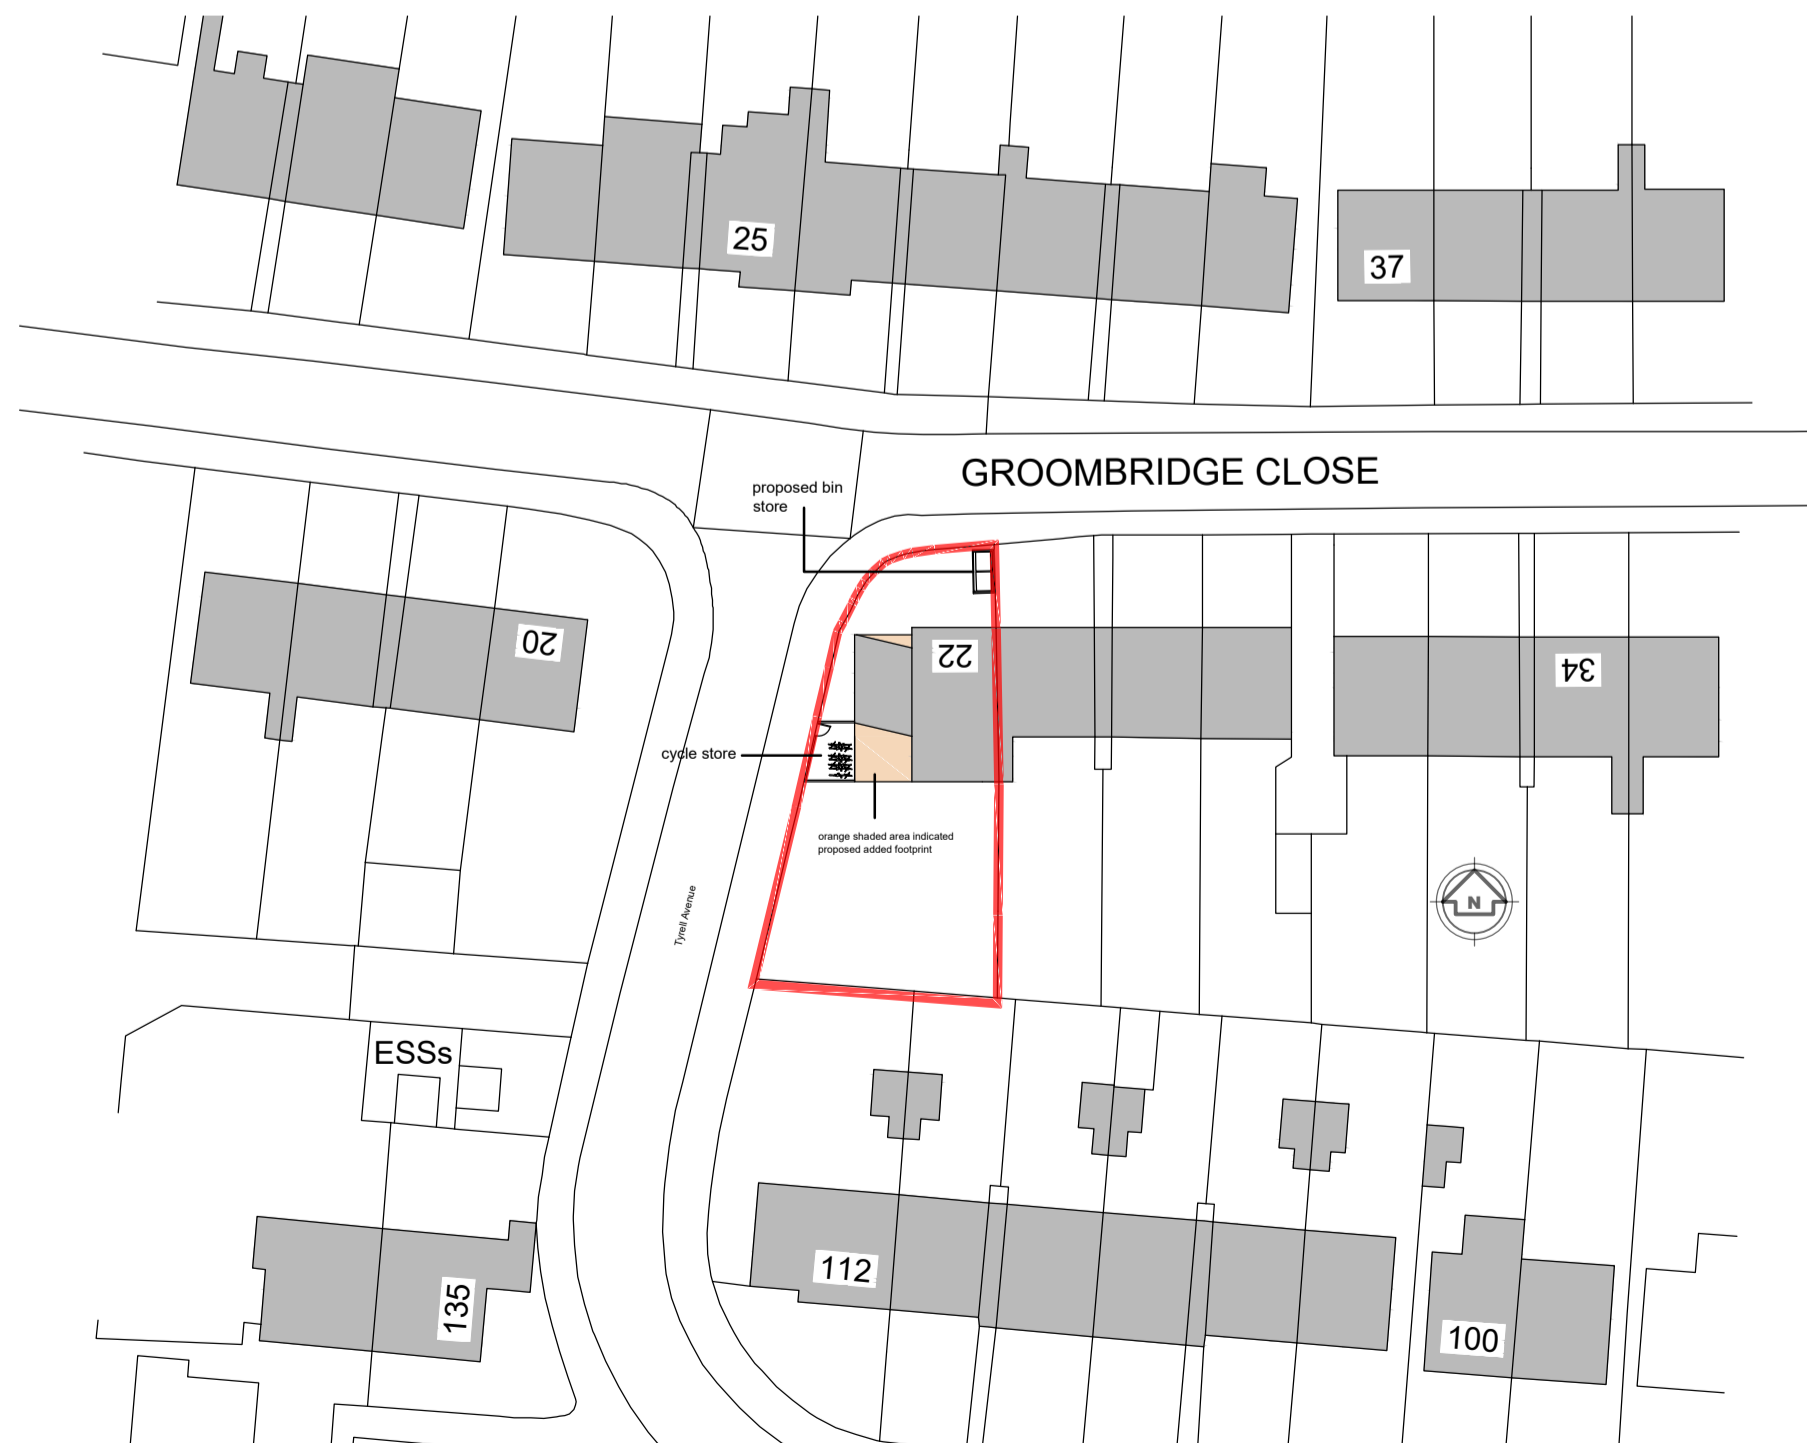 25
37
GROOMBRIDGE CLOSE
proposed bin
store
20
22
34
cycle store
orange shaded area indicated
proposed added footprint
Tyrell Avenue
N
ESSs
112
135
100